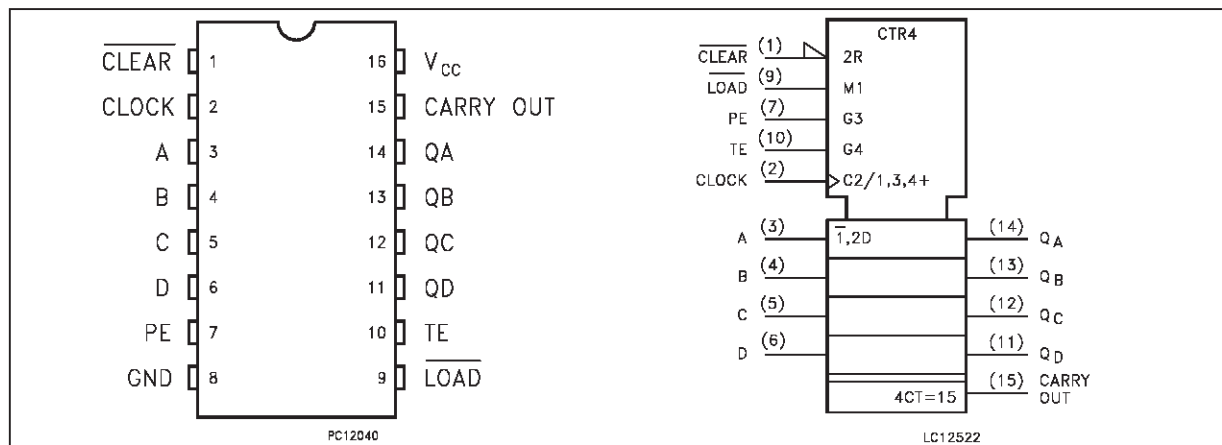 CLEAR 1 16 VCC
CLOCK 2 15 CARRY OUT
A 3 14 QA
B 4 13 QB
C 5 12 QC
D 6 11 QD
PE 7 10 TE
GND 8 9 LOAD
PC12040
CTR4
CLEAR (1) 2R
LOAD (9) M1
PE (7) G3
TE (10) G4
CLOCK (2) C2/1,3,4+
A (3) 1̅,2D (14) QA
B (4) (13) QB
C (5) (12) QC
D (6) (11) QD
4CT=15 (15) CARRY
OUT
LC12522